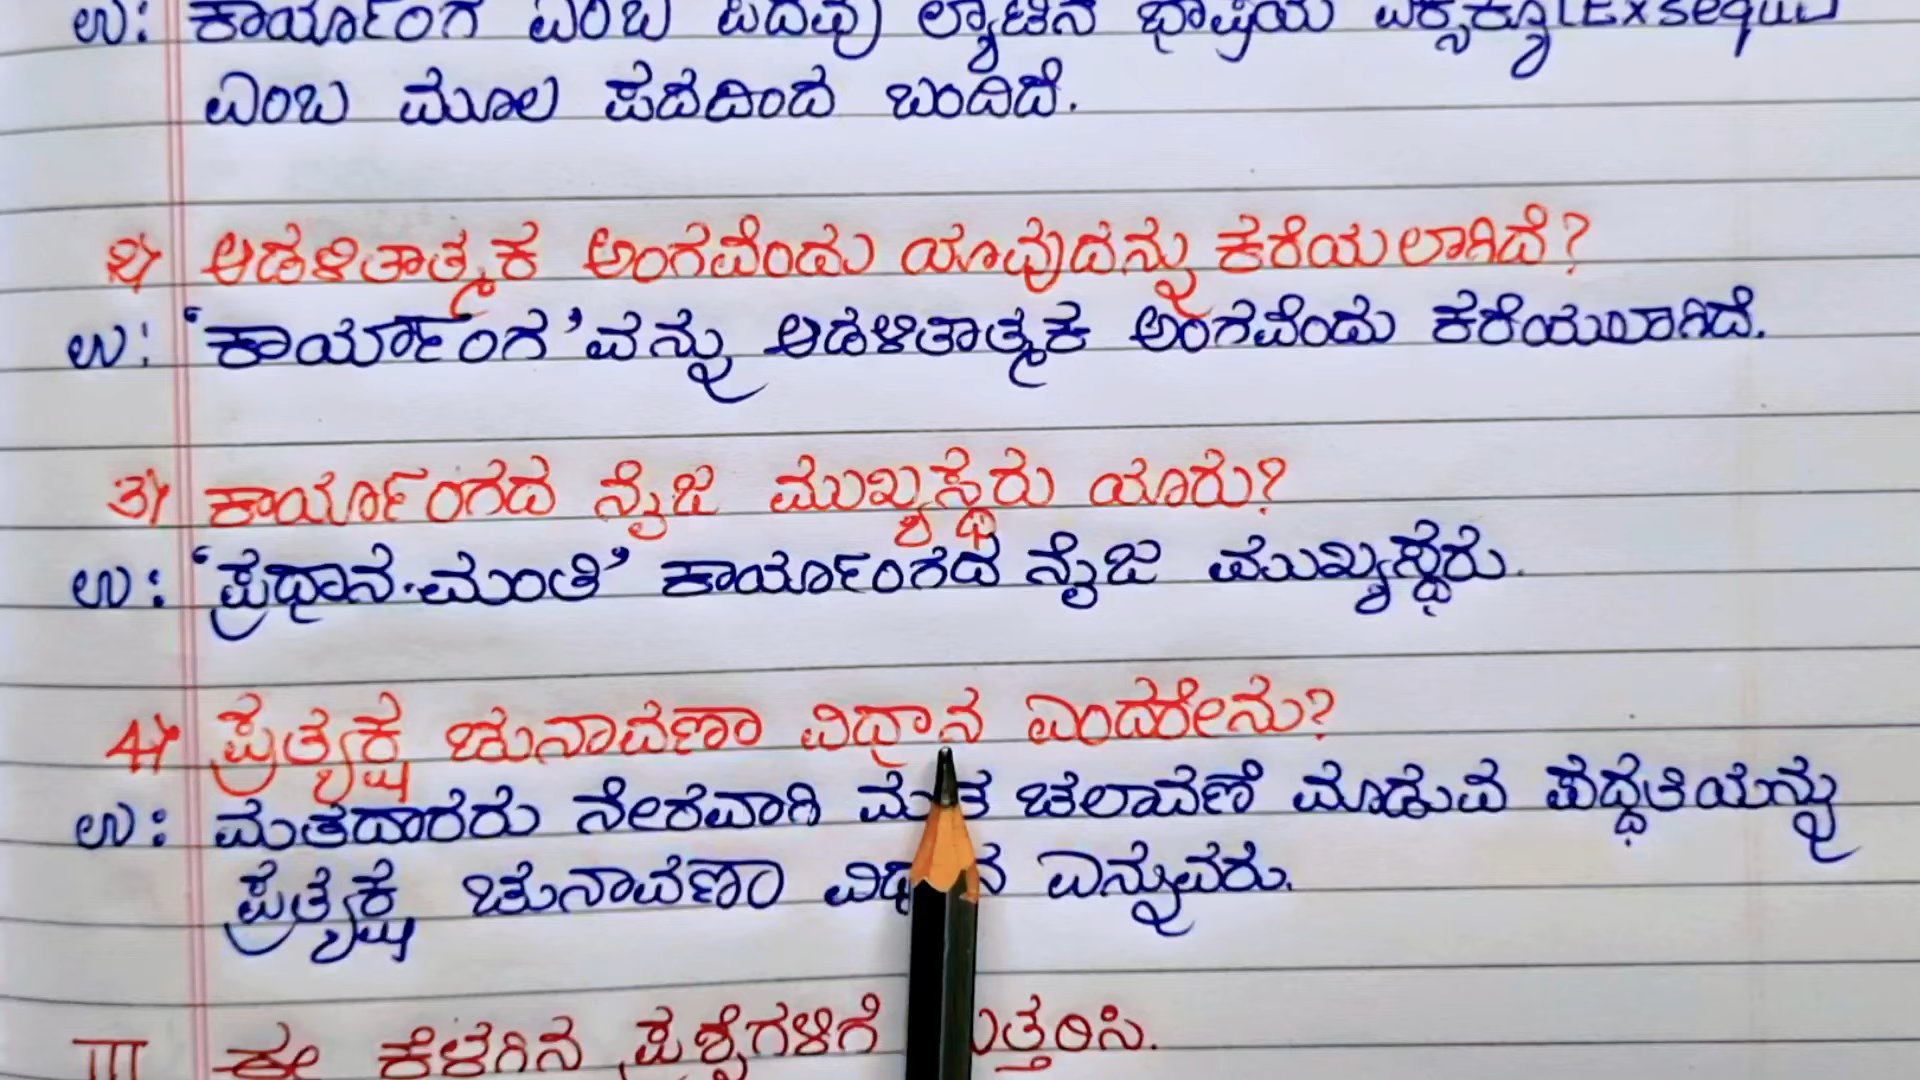 ಉ: ಕಾರ್ಯಾಂಗ ಎಂಬ ಪದವು ಲ್ಯಾಟಿನ್ ಭಾಷೆಯ ಎಕ್ಸಿಕ್ಯೂ(Exsequi)
ಎಂಬ ಮೂಲ ಪದದಿಂದ ಬಂದಿದೆ.
೨) ಆಡಳಿತಾತ್ಮಕ ಅಂಗವೆಂದು ಯಾವುದನ್ನು ಕರೆಯಲಾಗಿದೆ?
ಉ: ‘ಕಾರ್ಯಾಂಗ’ವನ್ನು ಆಡಳಿತಾತ್ಮಕ ಅಂಗವೆಂದು ಕರೆಯಲಾಗಿದೆ.
3) ಕಾರ್ಯಾಂಗದ ನೈಜ ಮುಖ್ಯಸ್ಥರು ಯಾರು?
ಉ: ‘ಪ್ರಧಾನ.ಮಂತಿ’ ಕಾರ್ಯಾಂಗದ ನೈಜ ಮುಖ್ಯಸ್ಥರು.
4) ಪ್ರತ್ಯಕ್ಷ ಚುನಾವಣಾ ವಿಧಾನ ಎಂದರೇನು?
ಉ: ಮತದಾರರು ನೇರವಾಗಿ ಮತ ಚಲಾವಣೆ ಮಾಡುವ ಪದ್ಧತಿಯನ್ನು
ಪ್ರತ್ಯಕ್ಷ ಚುನಾವಣಾ ವಿಧಾನ ಎನ್ನುವರು.
III ಈ ಕೆಳಗಿನ ಪ್ರಶ್ನೆಗಳಿಗೆ ಉತ್ತರಿಸಿ.